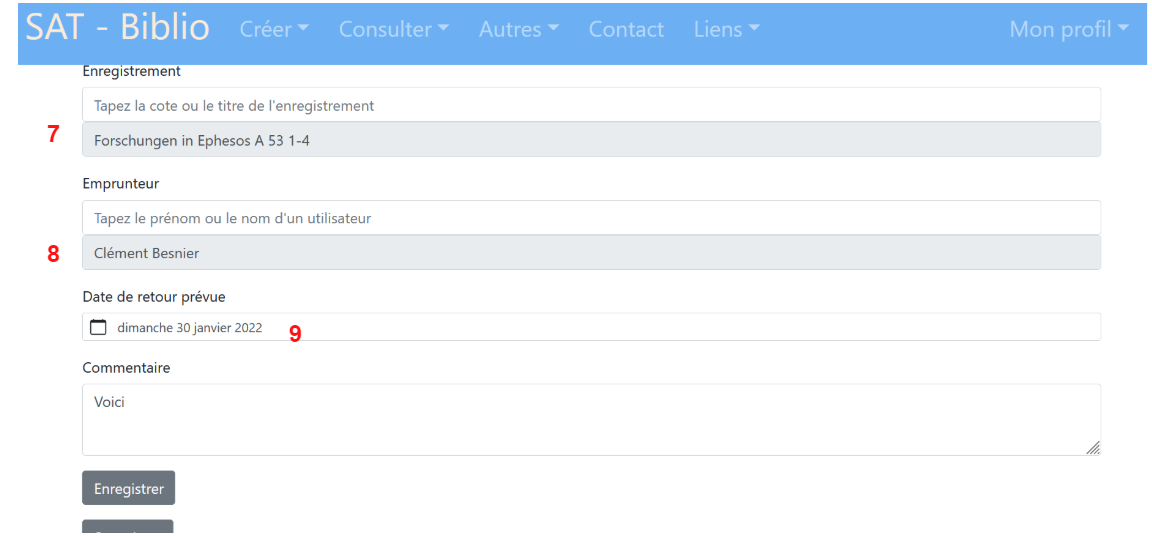 SAT - Biblio Créer Consulter Autres Contact Liens Mon profil
Enregistrement
Tapez la cote ou le titre de l'enregistrement
7 Forschungen in Ephesos A 53 1-4
Emprunteur
Tapez le prénom ou le nom d'un utilisateur
8 Clément Besnier
Date de retour prévue
dimanche 30 janvier 2022 9
Commentaire
Voici
Enregistrer